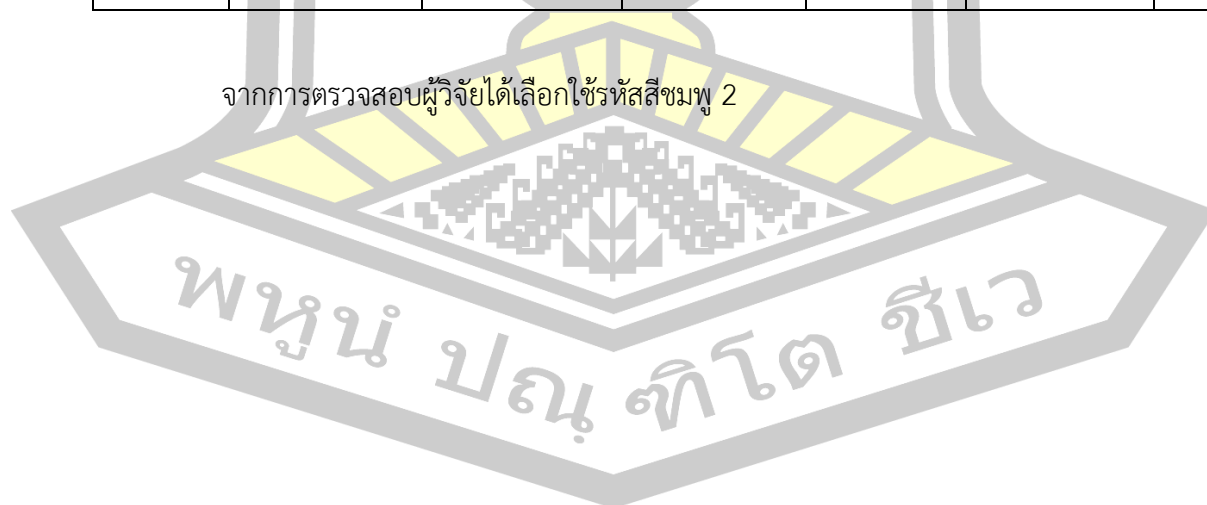 จากการตรวจสอบผู้วิจัยได้เลือกใช้รหัสสีชมพู 2
พหูนํ ปณฺฑิโต ชีเว